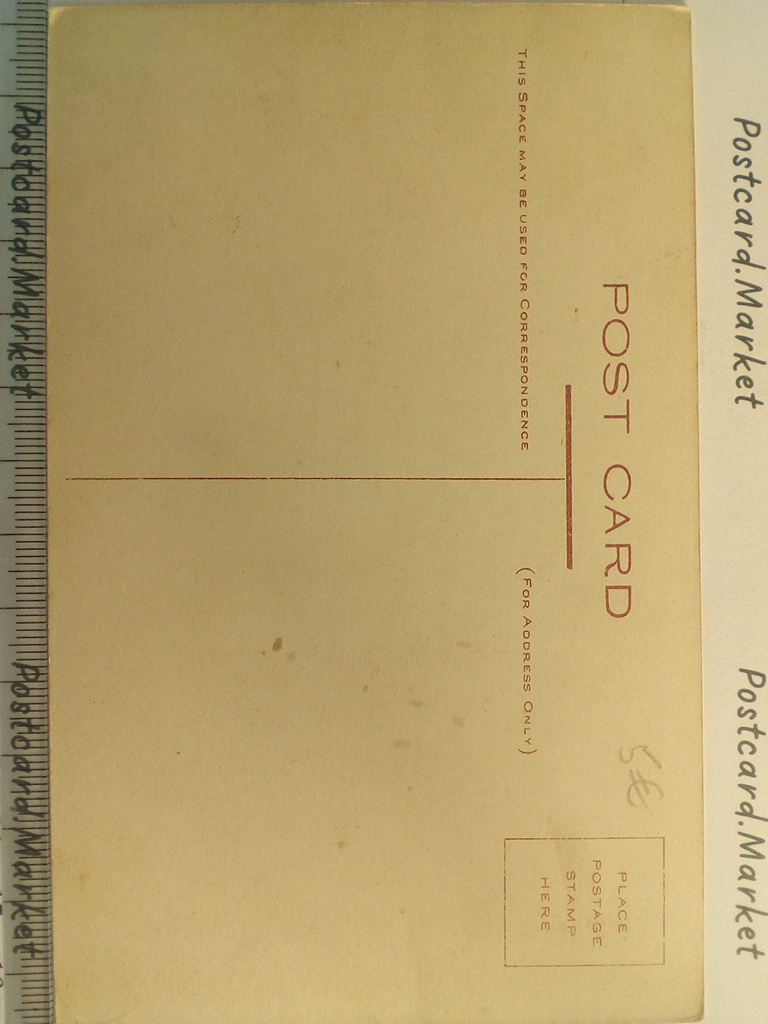 POST CARD
THIS SPACE MAY BE USED FOR CORRESPONDENCE
(FOR ADDRESS ONLY)
5€
PLACE
POSTAGE
STAMP
HERE
Postcard.Market
Postcard.Market
Postcard.Market
Postcard.Market